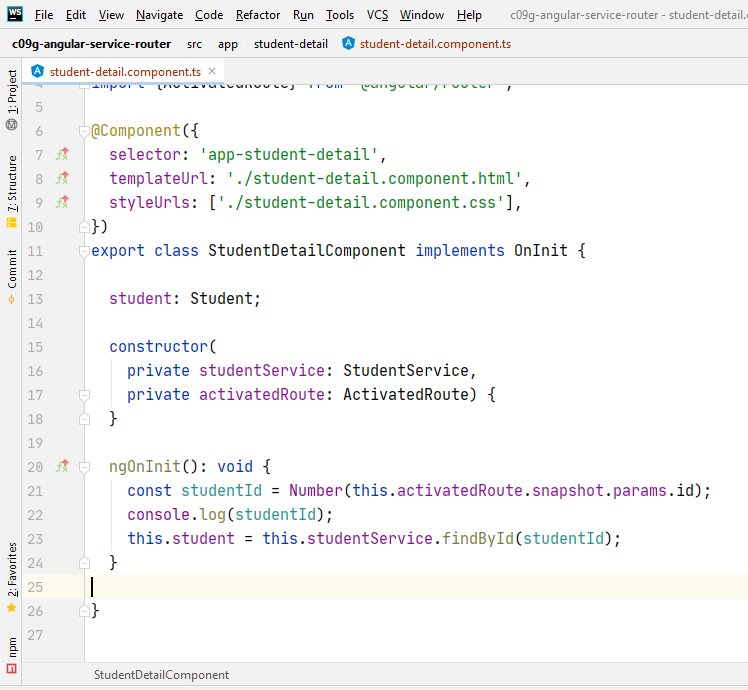 WS File Edit View Navigate Code Refactor Run Tools VCS Window Help c09g-angular-service-router - student-detail.
c09g-angular-service-router src app student-detail student-detail.component.ts
student-detail.component.ts
1: Project
7: Structure
Commit
2: Favorites
npm
4 import {ActivatedRoute} from '@angular/router';
5
6 @Component({
7 selector: 'app-student-detail',
8 templateUrl: './student-detail.component.html',
9 styleUrls: ['./student-detail.component.css'],
10 })
11 export class StudentDetailComponent implements OnInit {
12
13 student: Student;
14
15 constructor(
16 private studentService: StudentService,
17 private activatedRoute: ActivatedRoute) {
18 }
19
20 ngOnInit(): void {
21 const studentId = Number(this.activatedRoute.snapshot.params.id);
22 console.log(studentId);
23 this.student = this.studentService.findById(studentId);
24 }
25
26 }
27
StudentDetailComponent